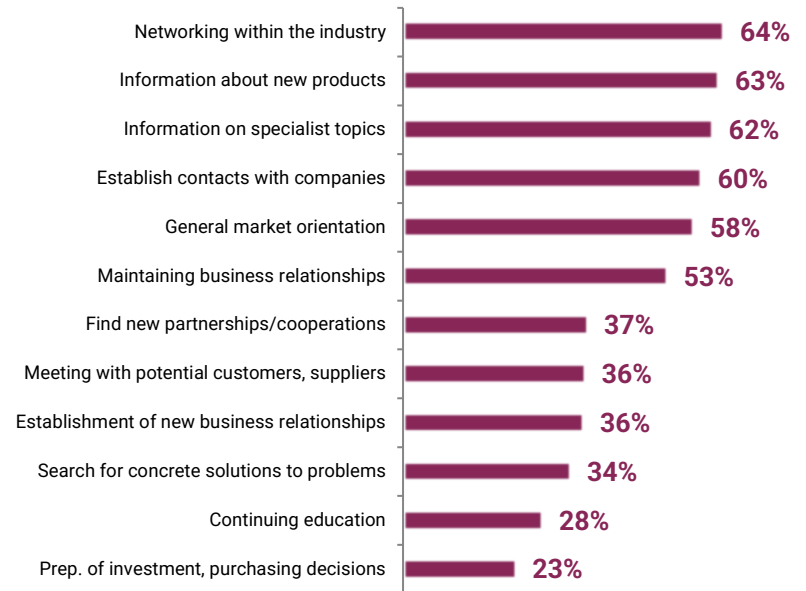 Networking within the industry 64%
Information about new products 63%
Information on specialist topics 62%
Establish contacts with companies 60%
General market orientation 58%
Maintaining business relationships 53%
Find new partnerships/cooperations 37%
Meeting with potential customers, suppliers 36%
Establishment of new business relationships 36%
Search for concrete solutions to problems 34%
Continuing education 28%
Prep. of investment, purchasing decisions 23%